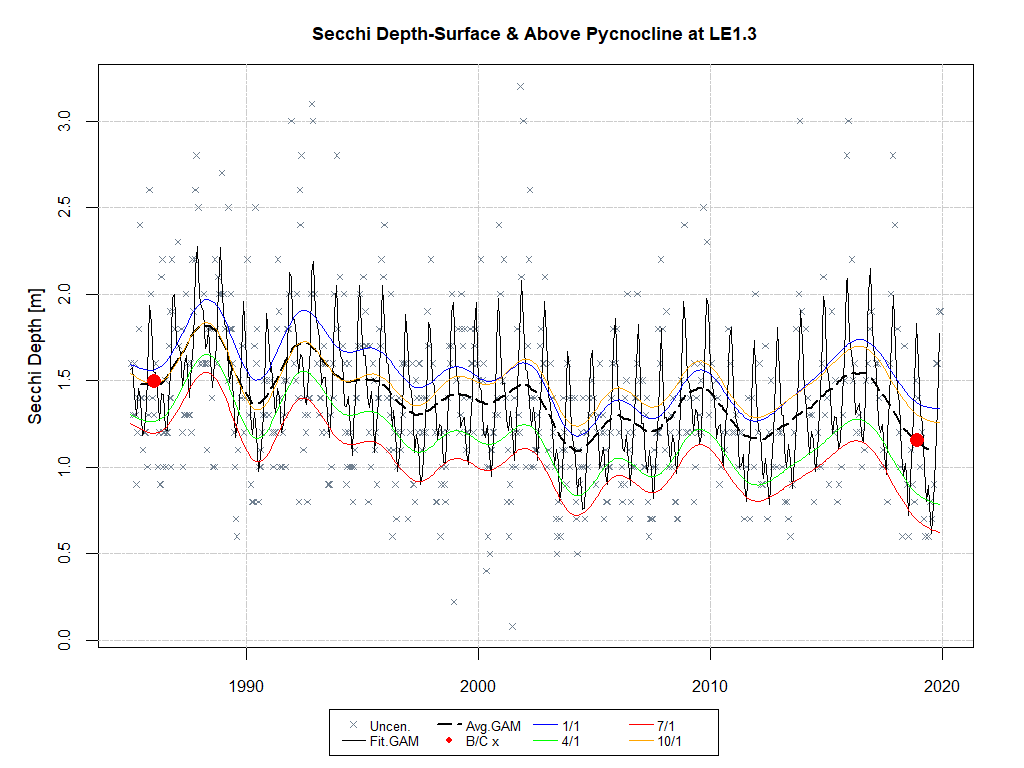 Secchi Depth-Surface & Above Pycnocline at LE1.3
Secchi Depth [m]
3.0
2.5
2.0
1.5
1.0
0.5
0.0
1990 2000 2010 2020
Uncen. Avg.GAM 1/1 7/1
Fit.GAM B/C x 4/1 10/1